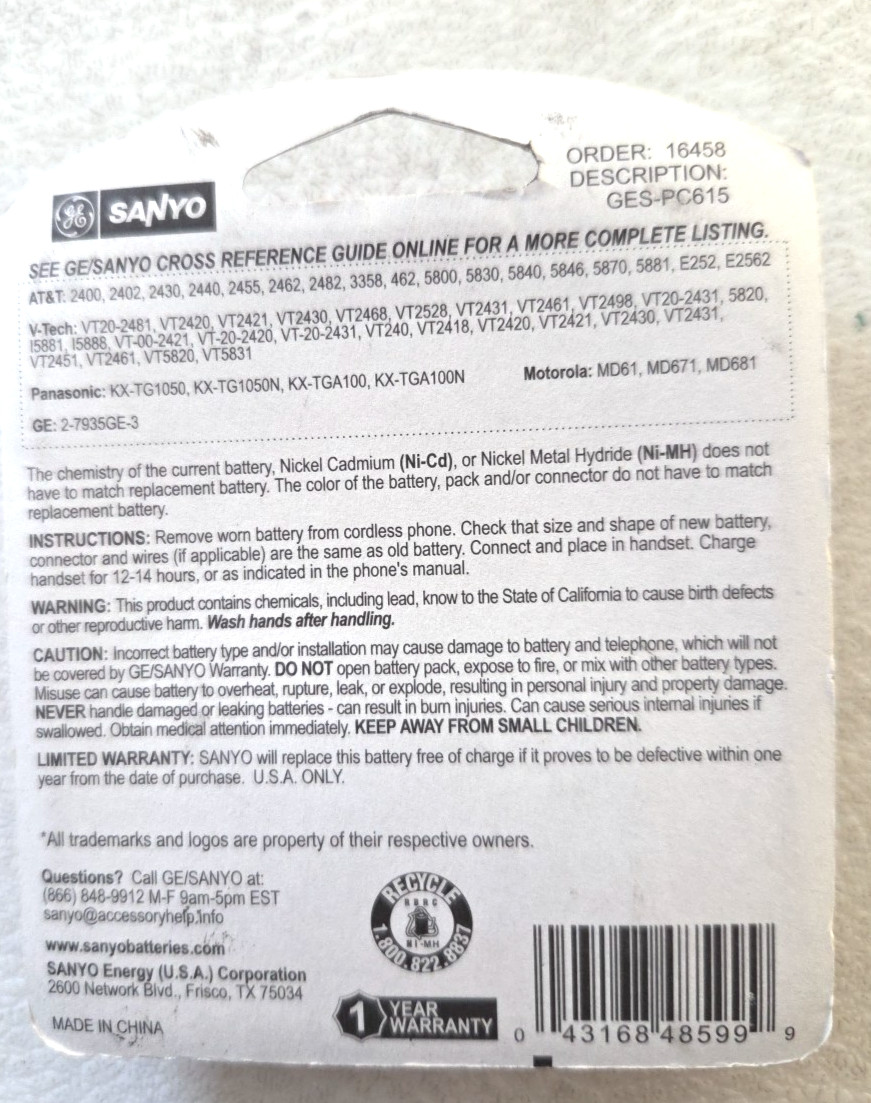 GE SANYO
ORDER: 16458
DESCRIPTION:
GES-PC615
SEE GE/SANYO CROSS REFERENCE GUIDE ONLINE FOR A MORE COMPLETE LISTING.
AT&T: 2400, 2402, 2430, 2440, 2455, 2462, 2482, 3358, 462, 5800, 5830, 5840, 5846, 5870, 5881, E252, E2562
V-Tech: VT20-2481, VT2420, VT2421, VT2430, VT2468, VT2528, VT2431, VT2461, VT2498, VT20-2431, 5820,
I5881, I5888, VT-00-2421, VT-20-2420, VT-20-2431, VT240, VT2418, VT2420, VT2421, VT2430, VT2431,
VT2451, VT2461, VT5820, VT5831
Panasonic: KX-TG1050, KX-TG1050N, KX-TGA100, KX-TGA100N
Motorola: MD61, MD671, MD681
GE: 2-7935GE-3
The chemistry of the current battery, Nickel Cadmium (Ni-Cd), or Nickel Metal Hydride (Ni-MH) does not
have to match replacement battery. The color of the battery, pack and/or connector do not have to match
replacement battery.
INSTRUCTIONS: Remove worn battery from cordless phone. Check that size and shape of new battery,
connector and wires (if applicable) are the same as old battery. Connect and place in handset. Charge
handset for 12-14 hours, or as indicated in the phone's manual.
WARNING: This product contains chemicals, including lead, know to the State of California to cause birth defects
or other reproductive harm. Wash hands after handling.
CAUTION: Incorrect battery type and/or installation may cause damage to battery and telephone, which will not
be covered by GE/SANYO Warranty. DO NOT open battery pack, expose to fire, or mix with other battery types.
Misuse can cause battery to overheat, rupture, leak, or explode, resulting in personal injury and property damage.
NEVER handle damaged or leaking batteries - can result in burn injuries. Can cause serious internal injuries if
swallowed. Obtain medical attention immediately. KEEP AWAY FROM SMALL CHILDREN.
LIMITED WARRANTY: SANYO will replace this battery free of charge if it proves to be defective within one
year from the date of purchase. U.S.A. ONLY.
*All trademarks and logos are property of their respective owners.
Questions? Call GE/SANYO at:
(866) 848-9912 M-F 9am-5pm EST
sanyo@accessoryhelp.info
www.sanyobatteries.com
SANYO Energy (U.S.A.) Corporation
2600 Network Blvd., Frisco, TX 75034
MADE IN CHINA
RECYCLE
RBRC
NI-MH
1.800.822.8837
1 YEAR
WARRANTY
0 43168 48599 9